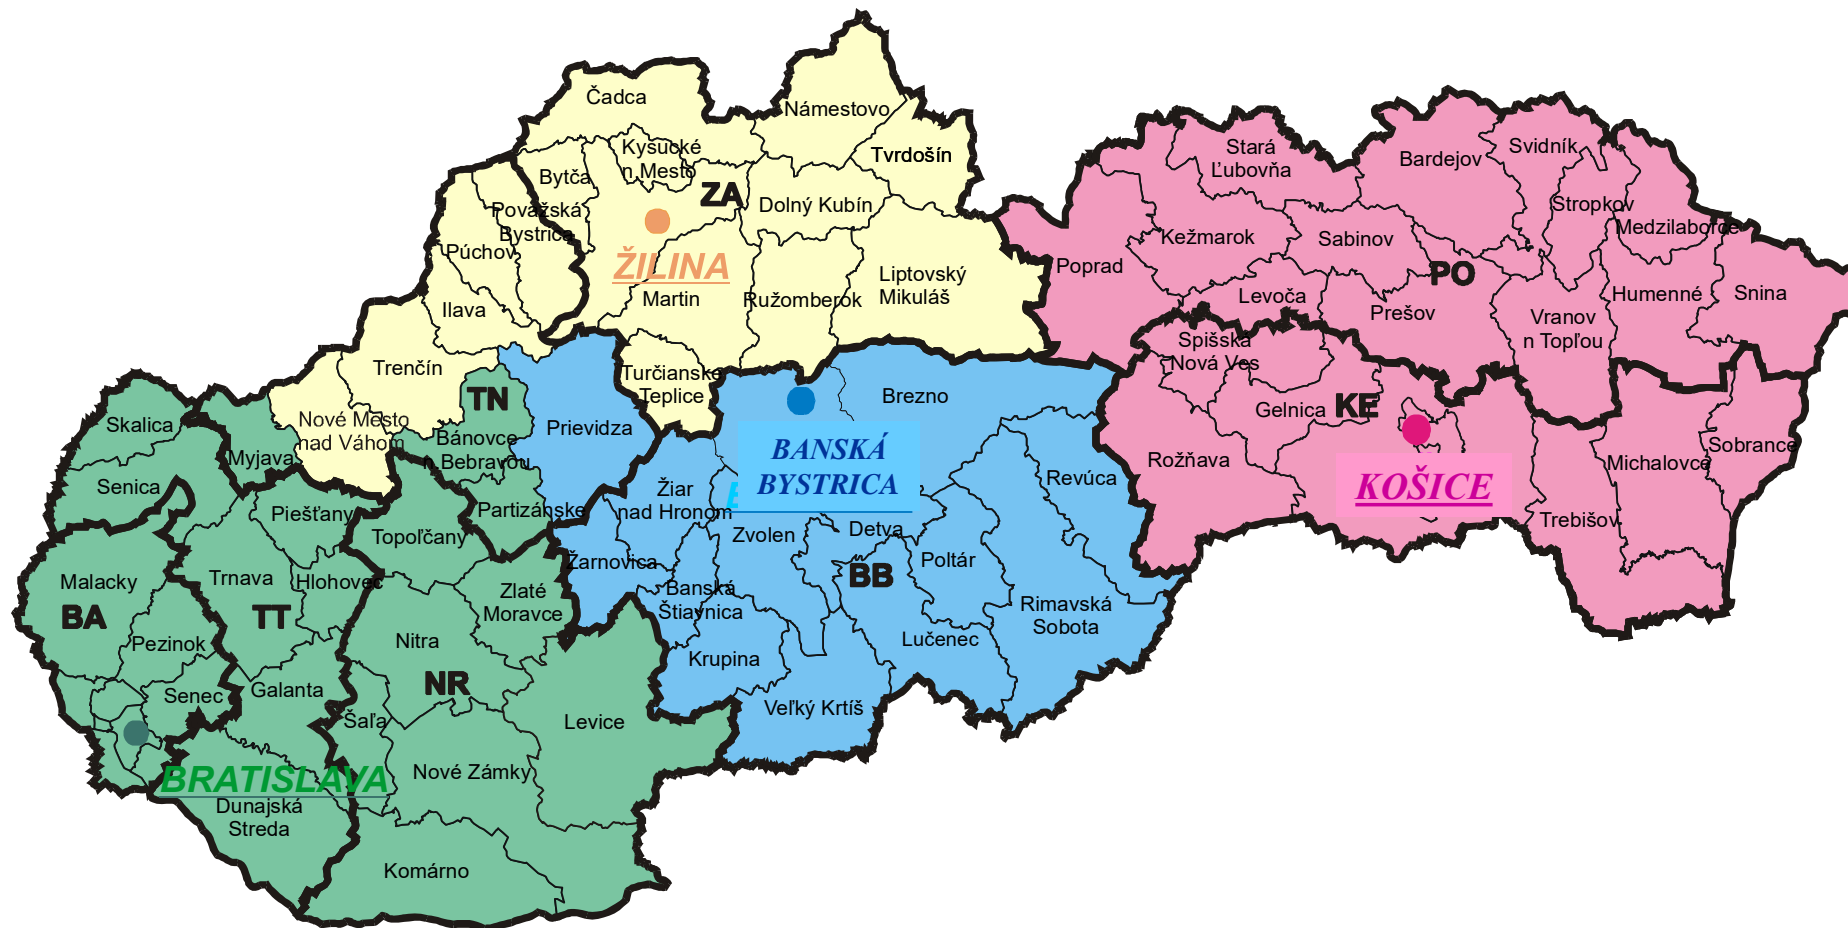 Čadca
Námestovo
Kysucké
n.Mesto
Tvrdošín
Bytča
ZA
Považská
Bystrica
Dolný Kubín
Púchov
ŽILINA
Martin
Ružomberok
Liptovský
Mikuláš
Ilava
Trenčín
Turčianske
Teplice
Nové Mesto
nad Váhom
Stará
Ľubovňa
Bardejov
Svidník
Stropkov
Medzilaborce
Kežmarok
Sabinov
Poprad
PO
Levoča
Prešov
Humenné
Snina
Vranov
n Topľou
Spišská
Nová Ves
Gelnica
KE
Rožňava
KOŠICE
Michalovce
Sobrance
Trebišov
TN
Prievidza
Bánovce
n.Bebravou
Partizánske
Brezno
BANSKÁ
BYSTRICA
Žiar
nad Hronom
Revúca
Zvolen
Detva
Poltár
Žarnovica
BB
Banská
Štiavnica
Rimavská
Sobota
Lučenec
Krupina
Veľký Krtíš
Skalica
Myjava
Senica
Piešťany
Topoľčany
Malacky
BA
Trnava
Hlohovec
TT
Zlaté
Moravce
Pezinok
Nitra
Senec
Galanta
NR
Šaľa
Levice
Nové Zámky
BRATISLAVA
Dunajská
Streda
Komárno